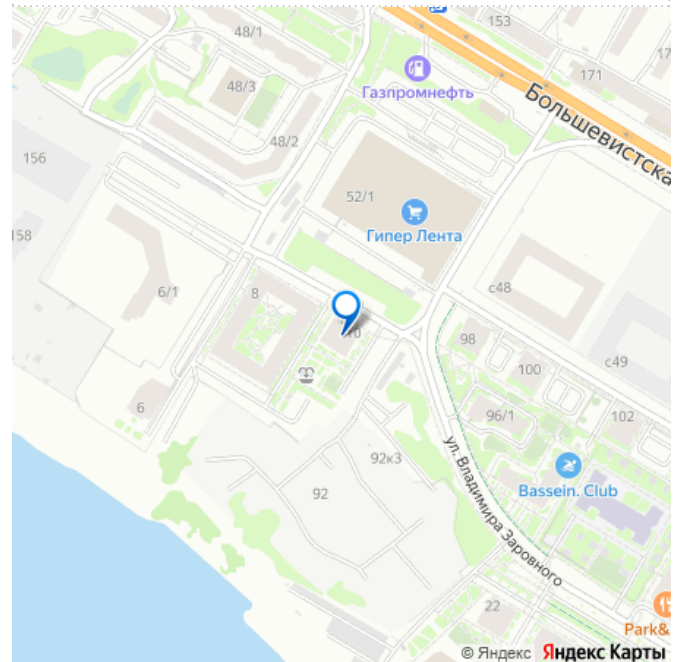 153
48/1
171
17
Газпромнефть
48/3
Большевистска
48/2
156
52/1
Гипер Лента
158
6/1
8
с48
10
98
с49
100
96/1
102
6
92к3
Bassein. Club
92
ул. Владимира Заровного
22
Park&
© Яндекс Яндекс Карты